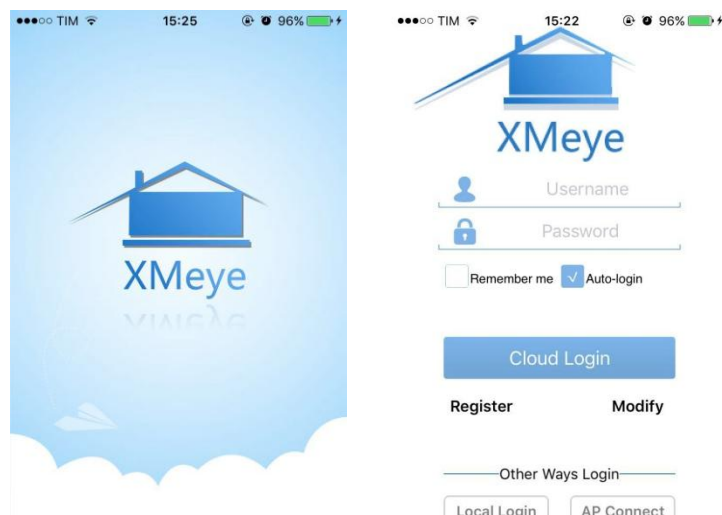 TIM 15:25 96%
XMeye
TIM 15:22 96%
XMeye
Username
Password
Remember me Auto-login
Cloud Login
Register Modify
Other Ways Login
Local Login AP Connect